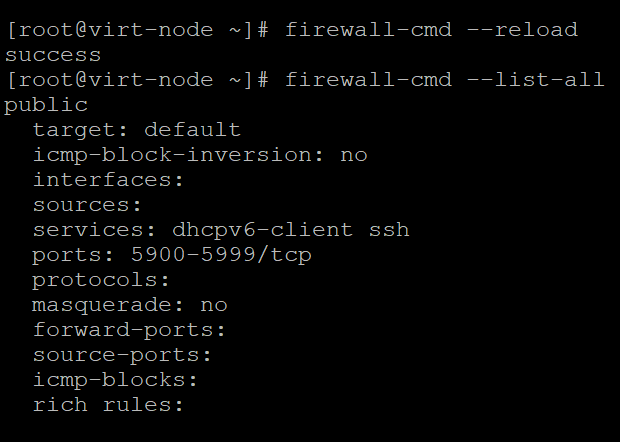 [root@virt-node ~]# firewall-cmd --reload
success
[root@virt-node ~]# firewall-cmd --list-all
public
  target: default
  icmp-block-inversion: no
  interfaces:
  sources:
  services: dhcpv6-client ssh
  ports: 5900-5999/tcp
  protocols:
  masquerade: no
  forward-ports:
  source-ports:
  icmp-blocks:
  rich rules: